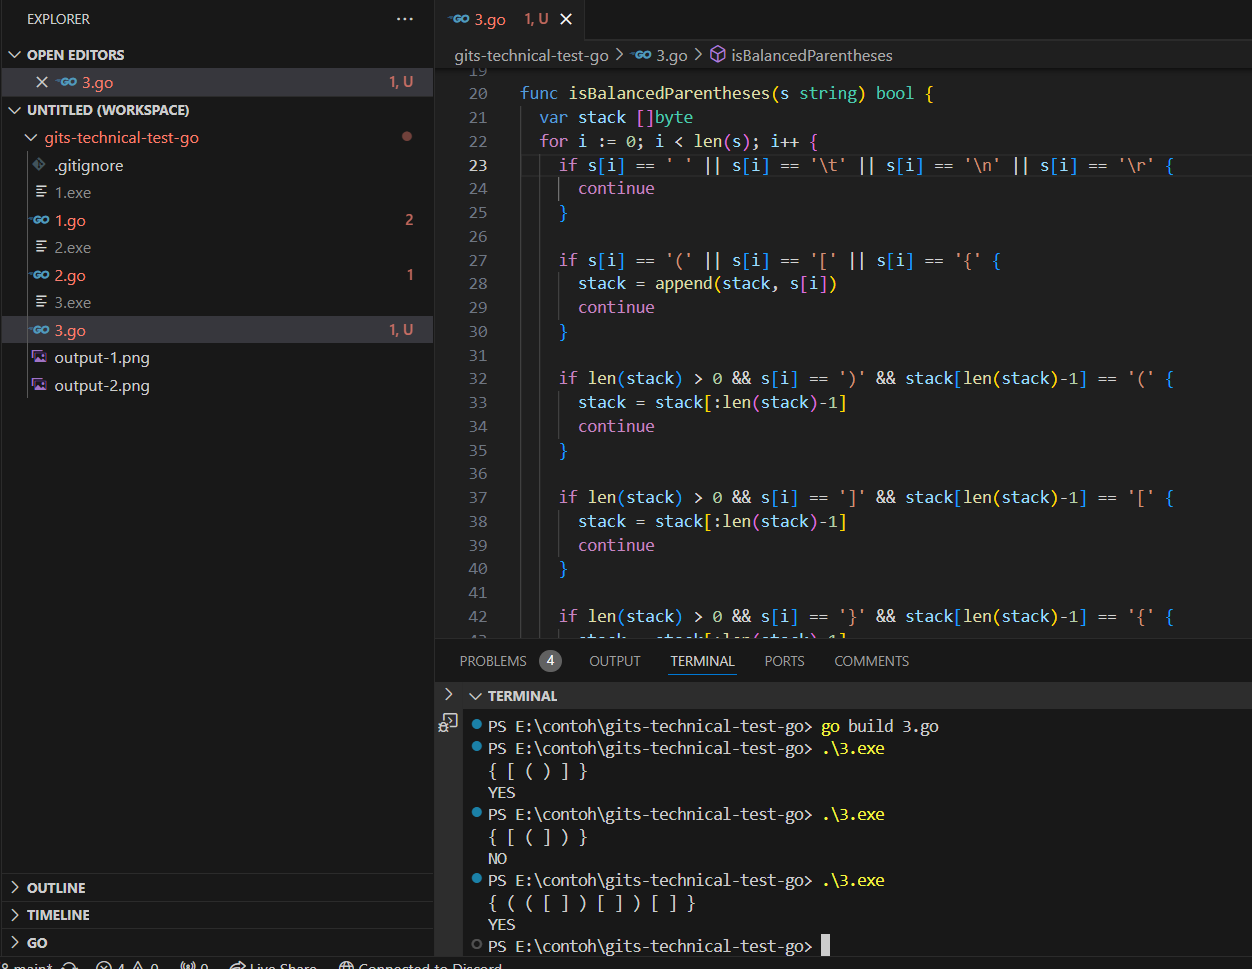 EXPLORER
OPEN EDITORS
3.go 1, U
UNTITLED (WORKSPACE)
gits-technical-test-go
.gitignore
1.exe
1.go 2
2.exe
2.go 1
3.exe
3.go 1, U
output-1.png
output-2.png
OUTLINE
TIMELINE
GO
3.go 1, U
gits-technical-test-go > 3.go > isBalancedParentheses
19
20 func isBalancedParentheses(s string) bool {
21 var stack []byte
22 for i := 0; i < len(s); i++ {
23 if s[i] == ' ' || s[i] == '\t' || s[i] == '\n' || s[i] == '\r' {
24 continue
25 }
26
27 if s[i] == '(' || s[i] == '[' || s[i] == '{' {
28 stack = append(stack, s[i])
29 continue
30 }
31
32 if len(stack) > 0 && s[i] == ')' && stack[len(stack)-1] == '(' {
33 stack = stack[:len(stack)-1]
34 continue
35 }
36
37 if len(stack) > 0 && s[i] == ']' && stack[len(stack)-1] == '[' {
38 stack = stack[:len(stack)-1]
39 continue
40 }
41
42 if len(stack) > 0 && s[i] == '}' && stack[len(stack)-1] == '{' {
43 stack = stack[:len(stack)-1]
PROBLEMS 4 OUTPUT TERMINAL PORTS COMMENTS
TERMINAL
PS E:\contoh\gits-technical-test-go> go build 3.go
PS E:\contoh\gits-technical-test-go> .\3.exe
{ [ ( ) ] }
YES
PS E:\contoh\gits-technical-test-go> .\3.exe
{ [ ( ] ) }
NO
PS E:\contoh\gits-technical-test-go> .\3.exe
{ ( ( [ ] ) [ ] ) [ ] }
YES
PS E:\contoh\gits-technical-test-go>
main* 4 0 0 Live Share Connected to Discord